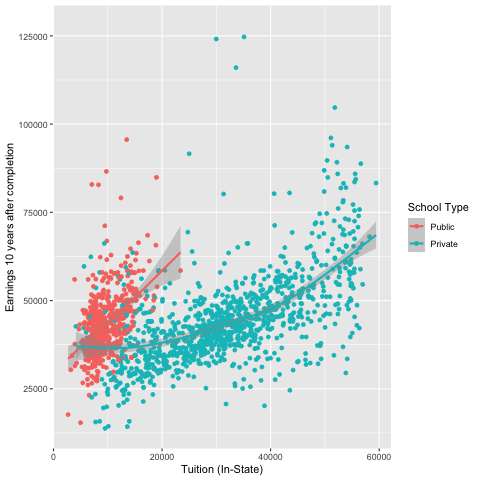 125000
100000
75000
50000
25000
Earnings 10 years after completion
0
20000
40000
60000
Tuition (In-State)
School Type
Public
Private